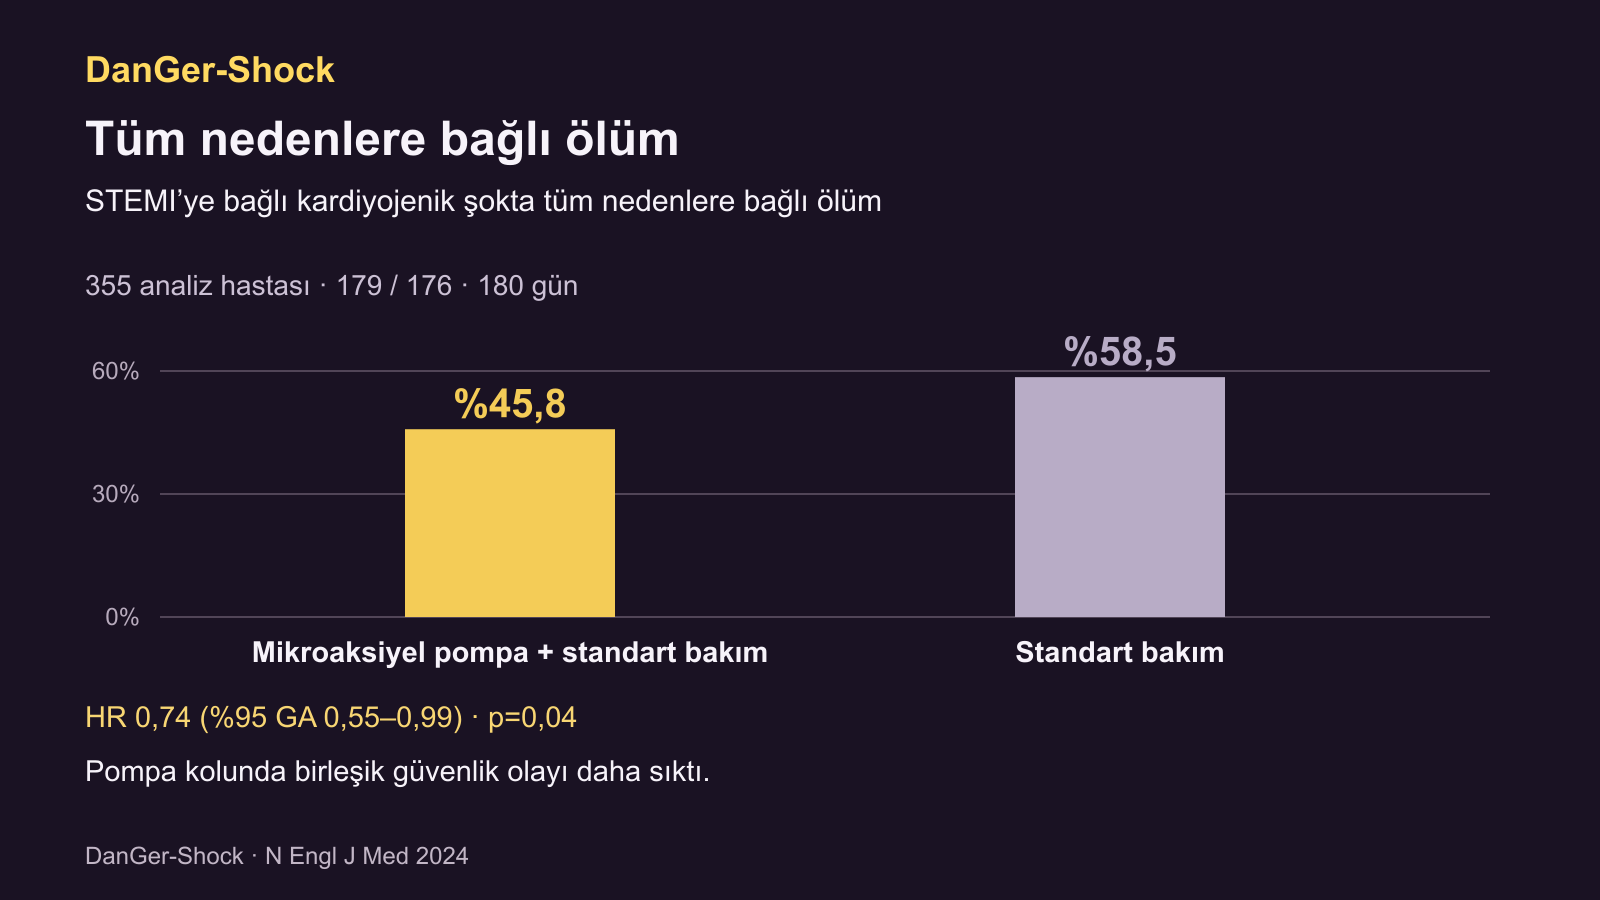 DanGer-Shock
Tüm nedenlere bağlı ölüm
STEMI’ye bağlı kardiyojenik şokta tüm nedenlere bağlı ölüm
355 analiz hastası · 179 / 176 · 180 gün
%58,5
60%
%45,8
30%
0%
Mikroaksiyel pompa + standart bakım
Standart bakım
HR 0,74 (%95 GA 0,55–0,99) · p=0,04
Pompa kolunda birleşik güvenlik olayı daha sıktı.
DanGer-Shock · N Engl J Med 2024